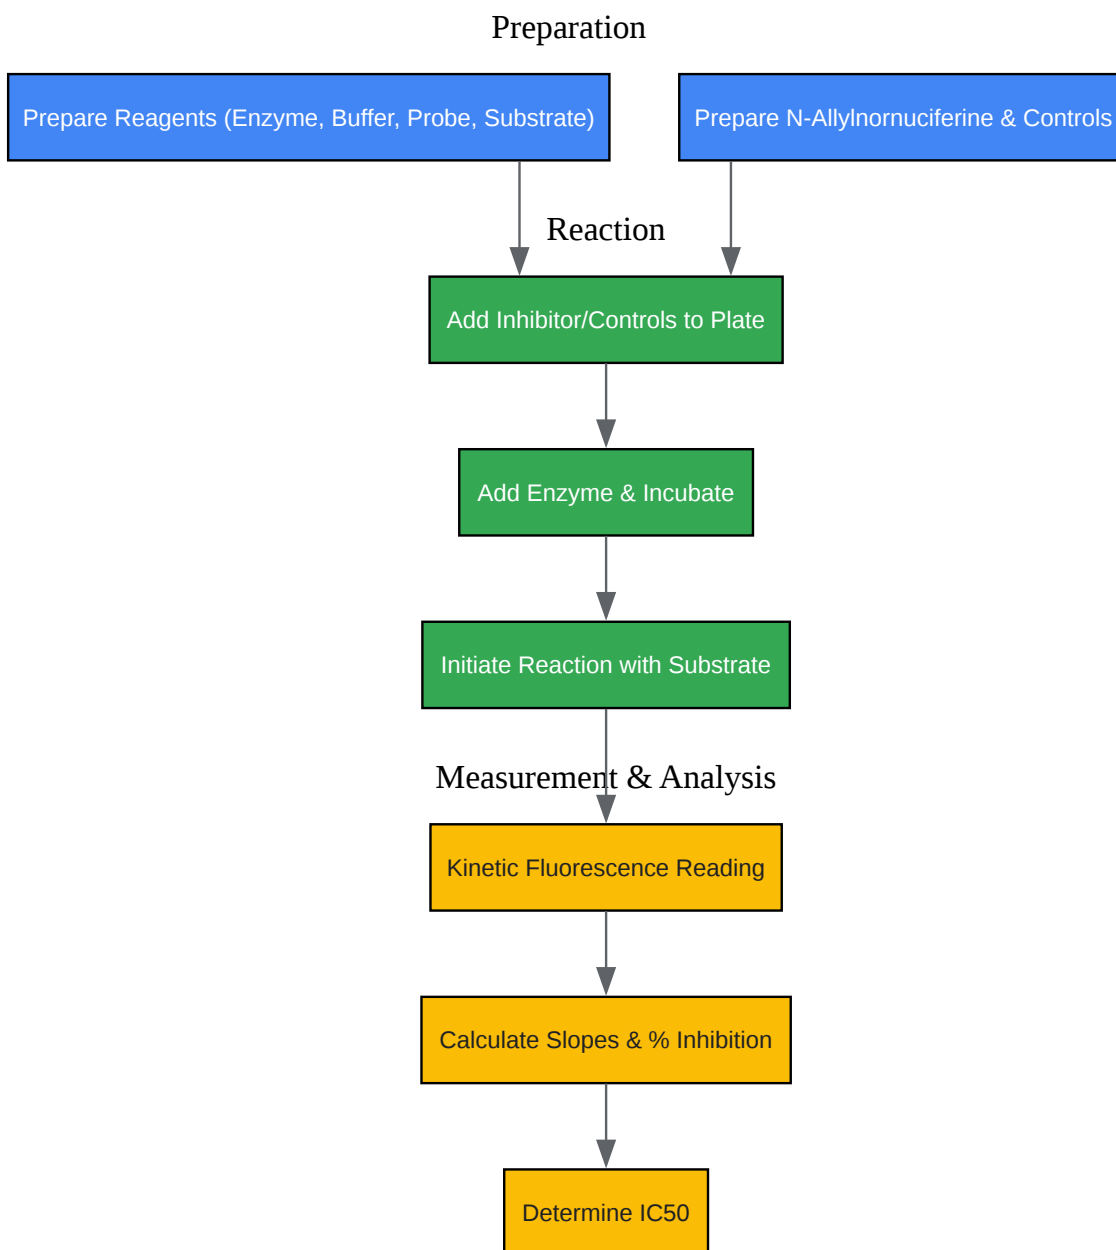 Preparation
Prepare Reagents (Enzyme, Buffer, Probe, Substrate)
Prepare N-Allylnornuciferine & Controls
Reaction
Add Inhibitor/Controls to Plate
Add Enzyme & Incubate
Initiate Reaction with Substrate
Measurement & Analysis
Kinetic Fluorescence Reading
Calculate Slopes & % Inhibition
Determine IC50